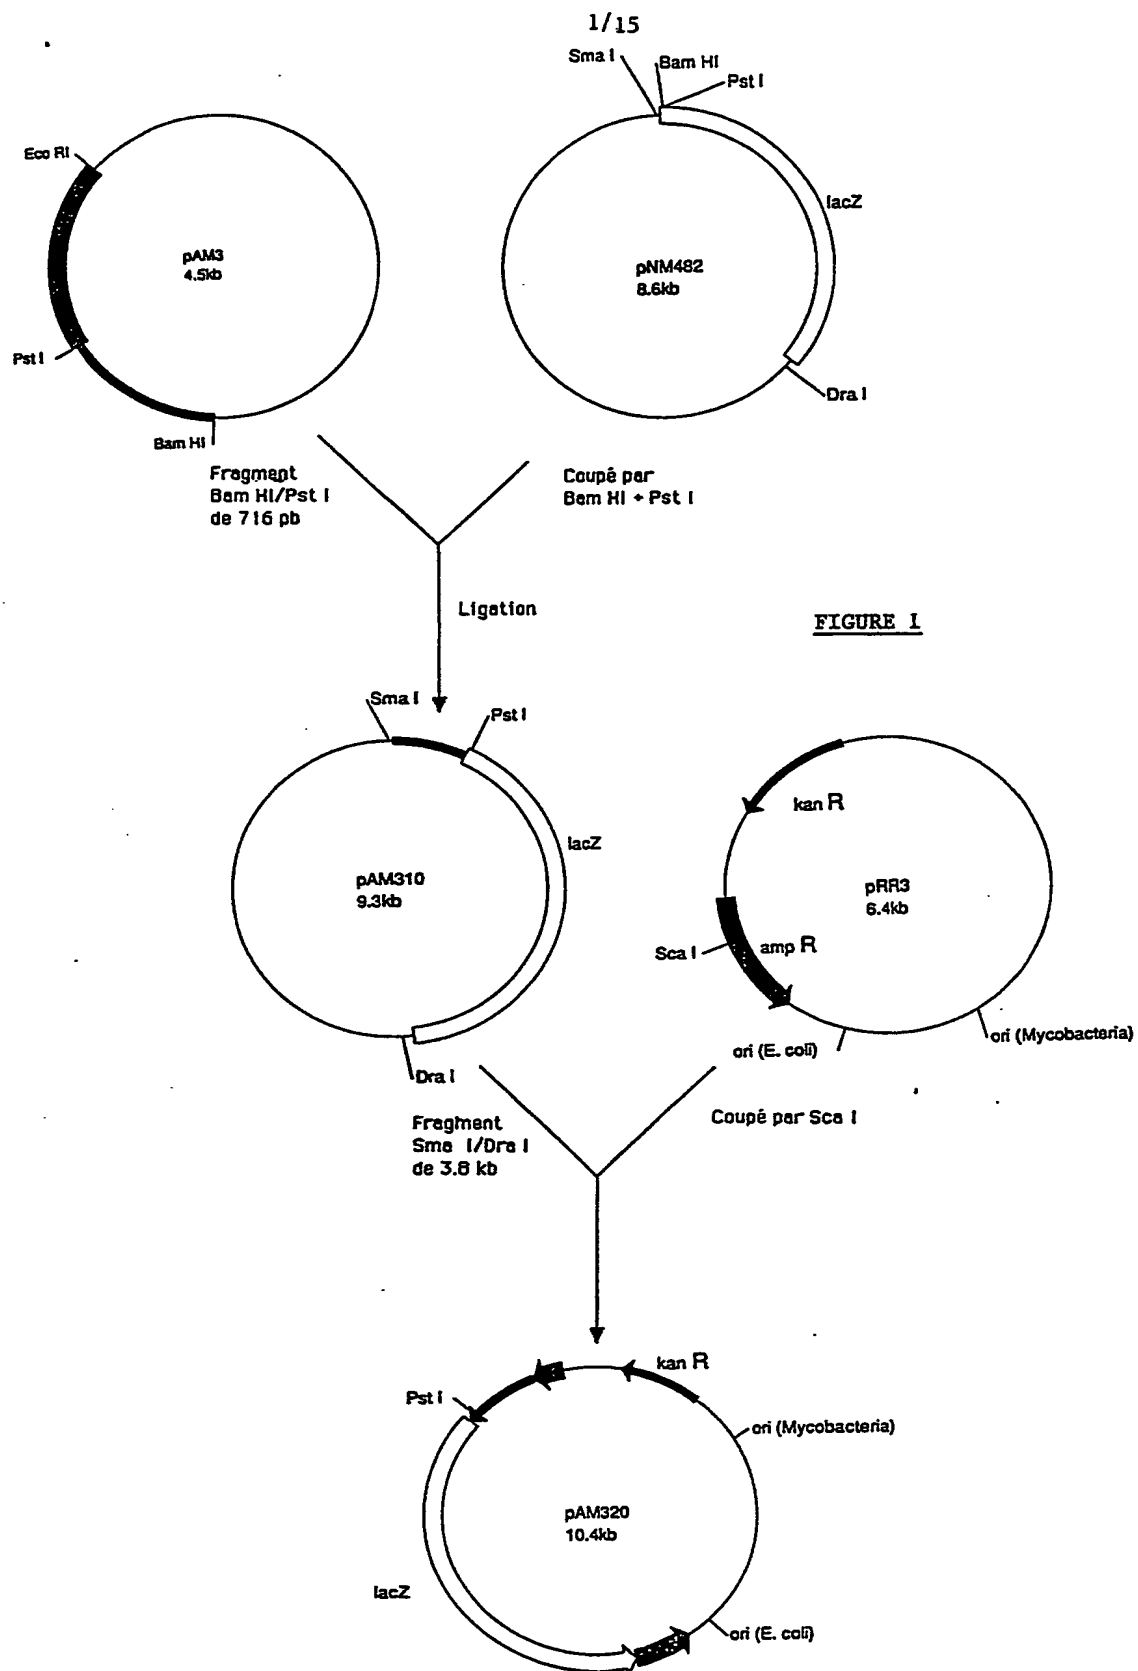 1/15
Sma I
Bam HI
Pst I
Eco RI
pAM3
4.5kb
Pst I
Bam HI
lacZ
pNM482
8.6kb
Dra I
Fragment
Bam HI/Pst I
de 716 pb
Coupé par
Bam HI + Pst I
Ligation
FIGURE I
Sma I
Pst I
lacZ
pAM310
9.3kb
Dra I
kan R
pRR3
6.4kb
Sca I
amp R
ori (E. coli)
ori (Mycobacteria)
Fragment
Sma I/Dra I
de 3.8 kb
Coupé par Sca I
Pst I
kan R
ori (Mycobacteria)
pAM320
10.4kb
lacZ
ori (E. coli)